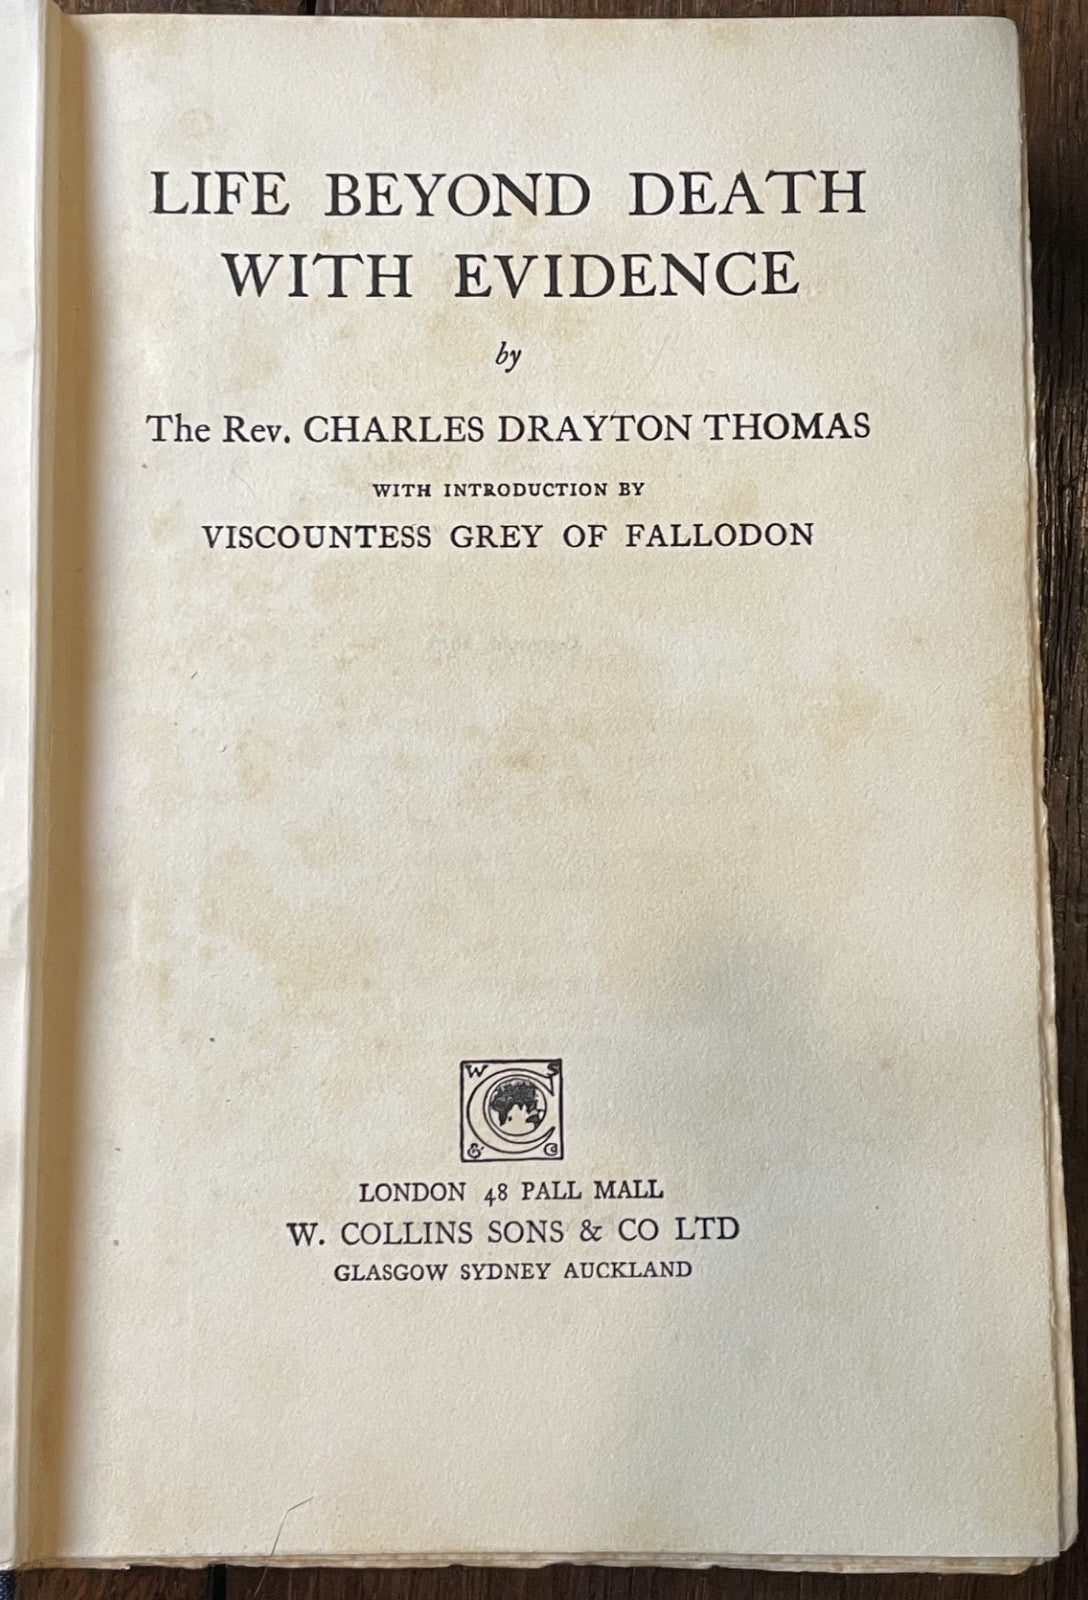 LIFE BEYOND DEATH
WITH EVIDENCE
by
The Rev. CHARLES DRAYTON THOMAS
WITH INTRODUCTION BY
VISCOUNTESS GREY OF FALLODON
W S
C
& Co
LONDON 48 PALL MALL
W. COLLINS SONS & CO LTD
GLASGOW SYDNEY AUCKLAND